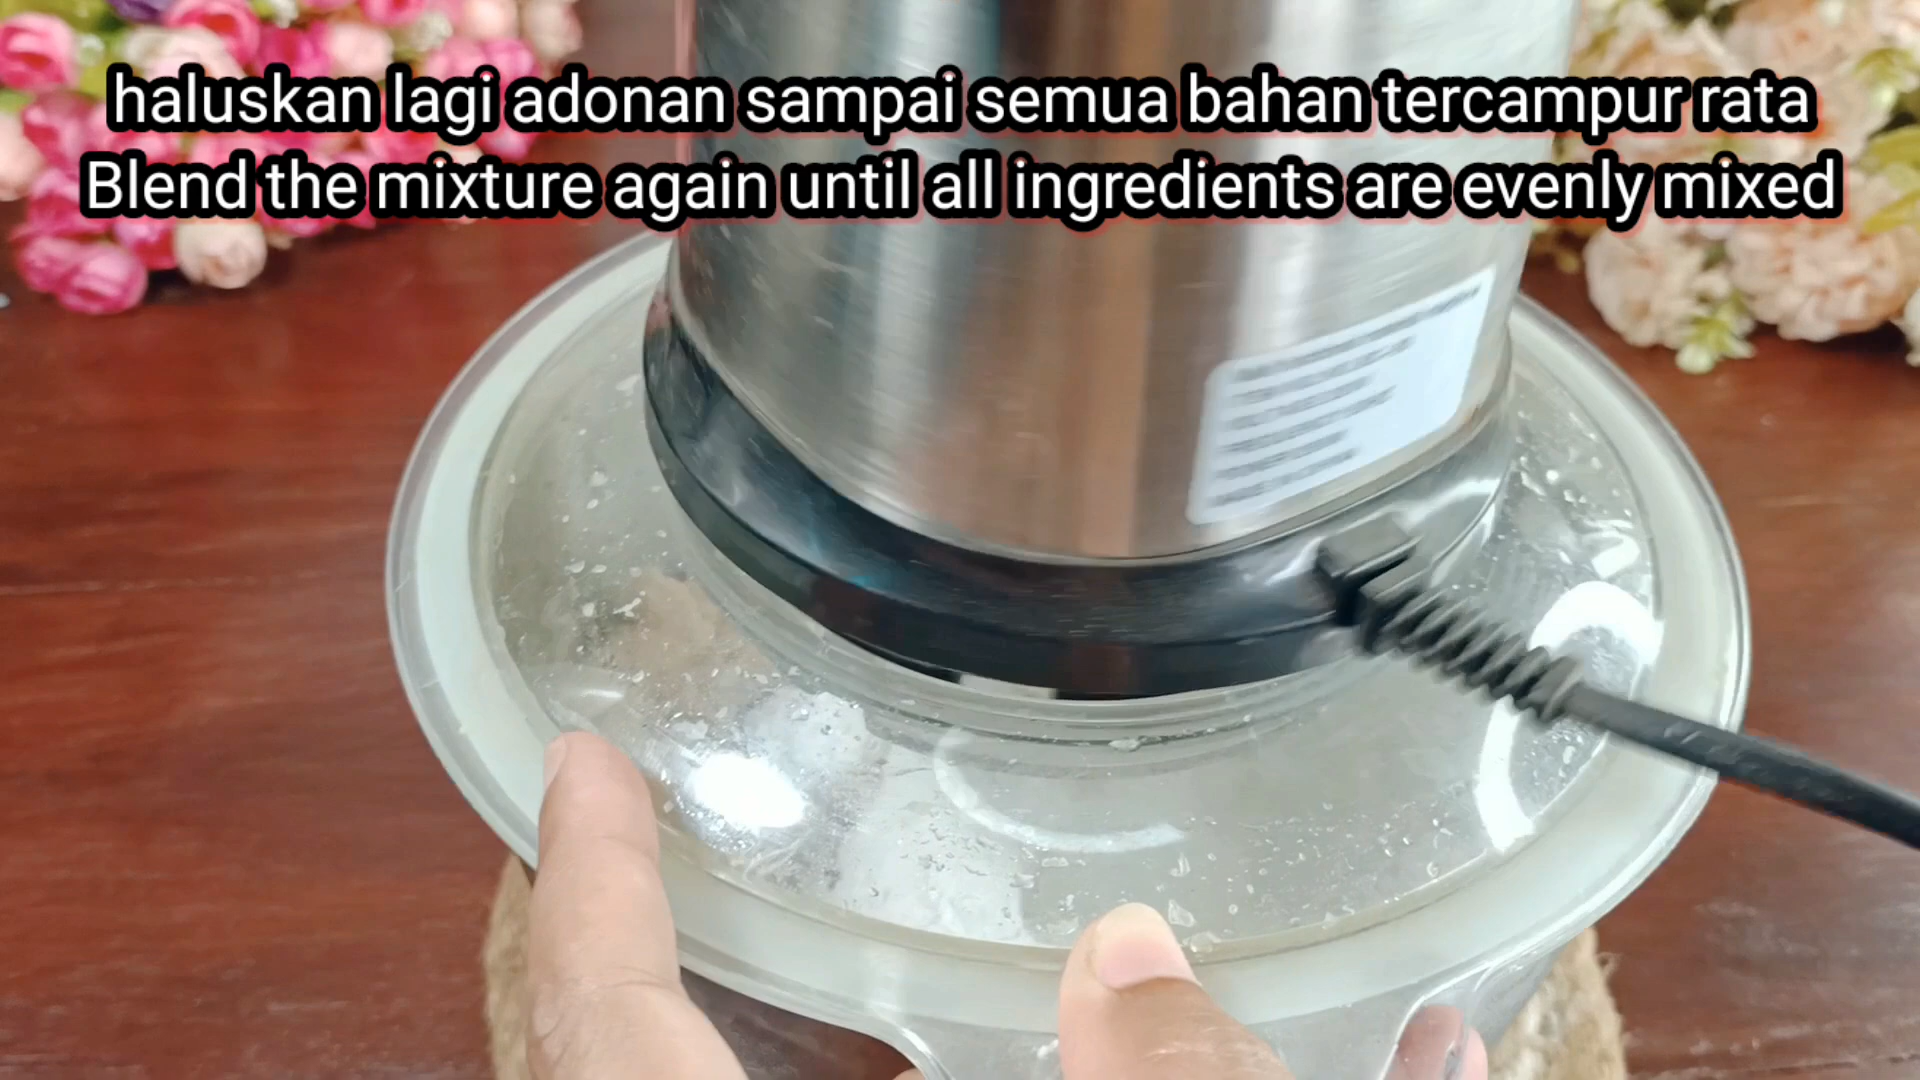 haluskan lagi adonan sampai semua bahan tercampur rata
Blend the mixture again until all ingredients are evenly mixed